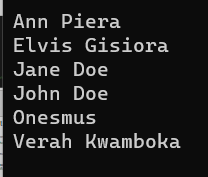 Ann Piera
Elvis Gisiora
Jane Doe
John Doe
Onesmus
Verah Kwamboka